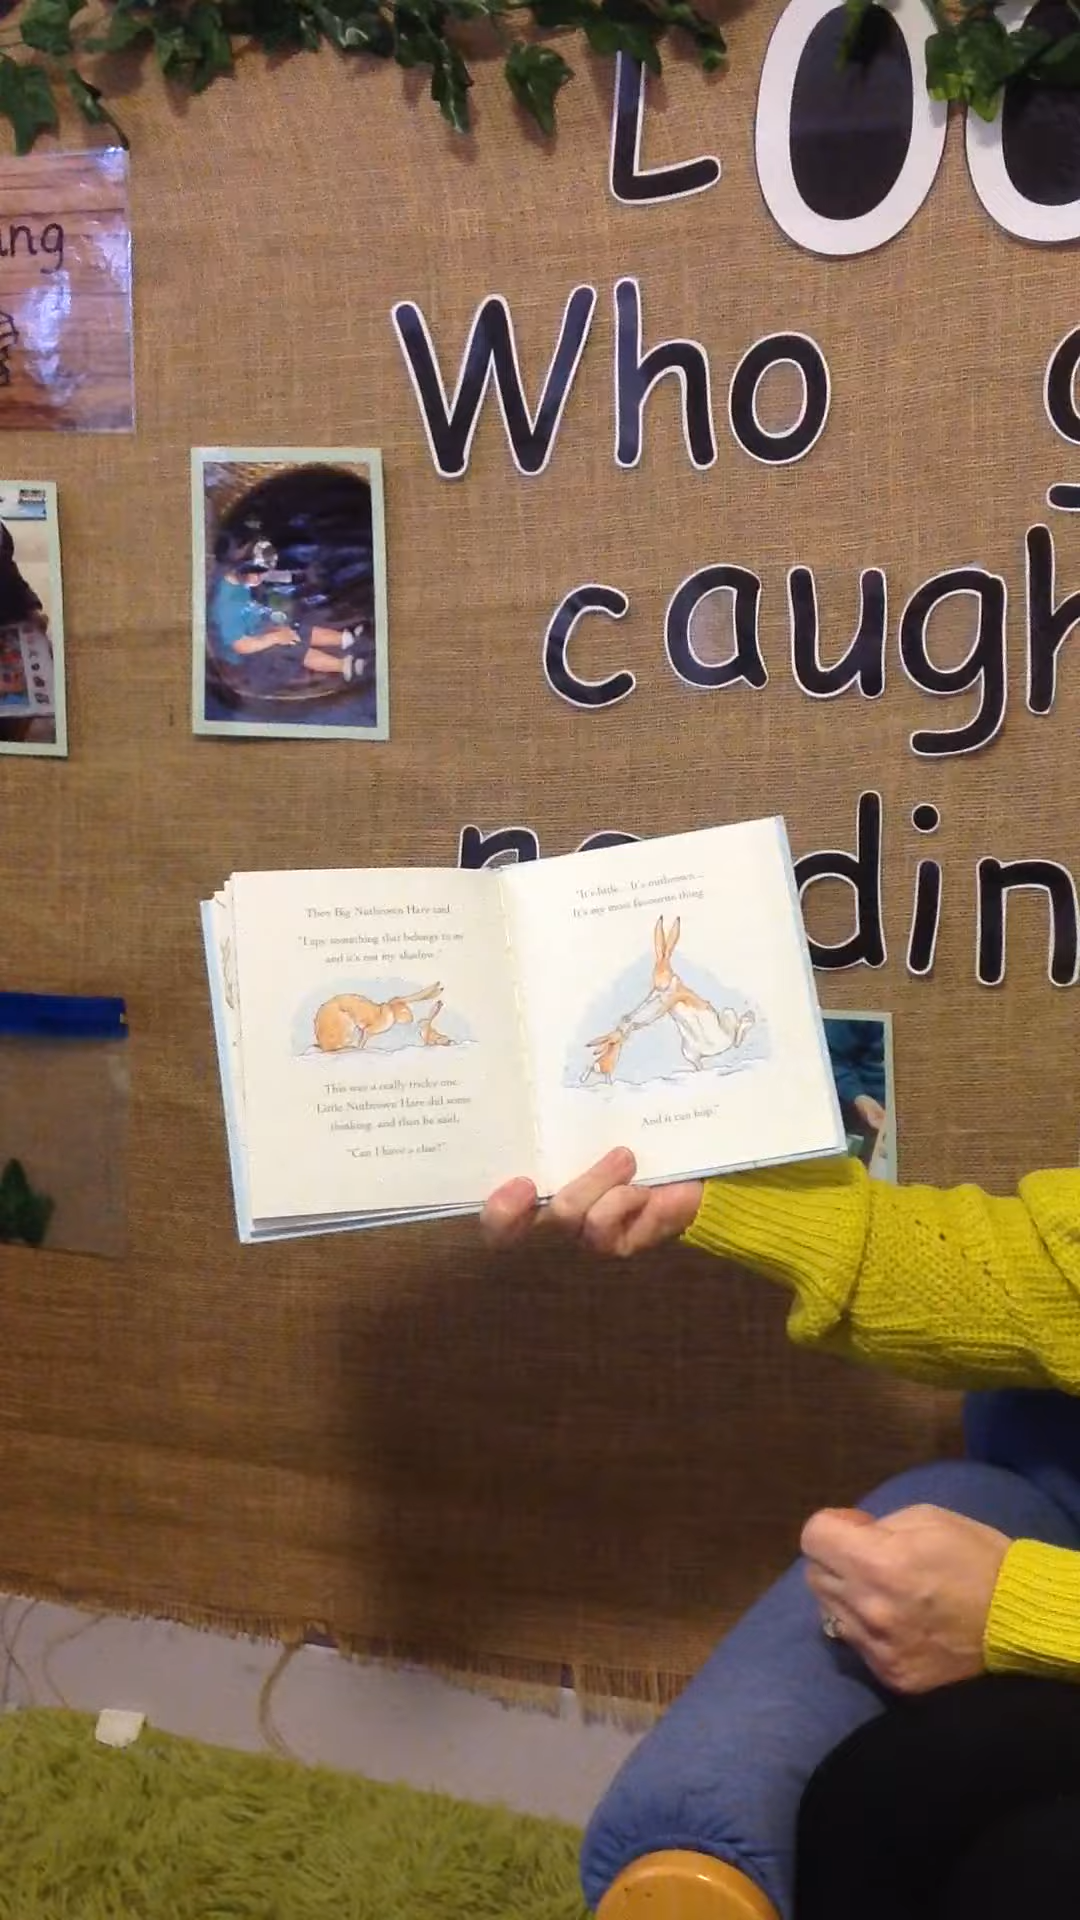 ing
L00
Who g
caugh
din
Then Big Nutbrown Hare said,
"I spy something that belongs to me
and it's not my shadow."
This was a really tricky one.
Little Nutbrown Hare did some
thinking, and then he said,
"Can I have a clue?"
"It's little... It's nutbrown...
It's my most favourite thing.
And it can hop."